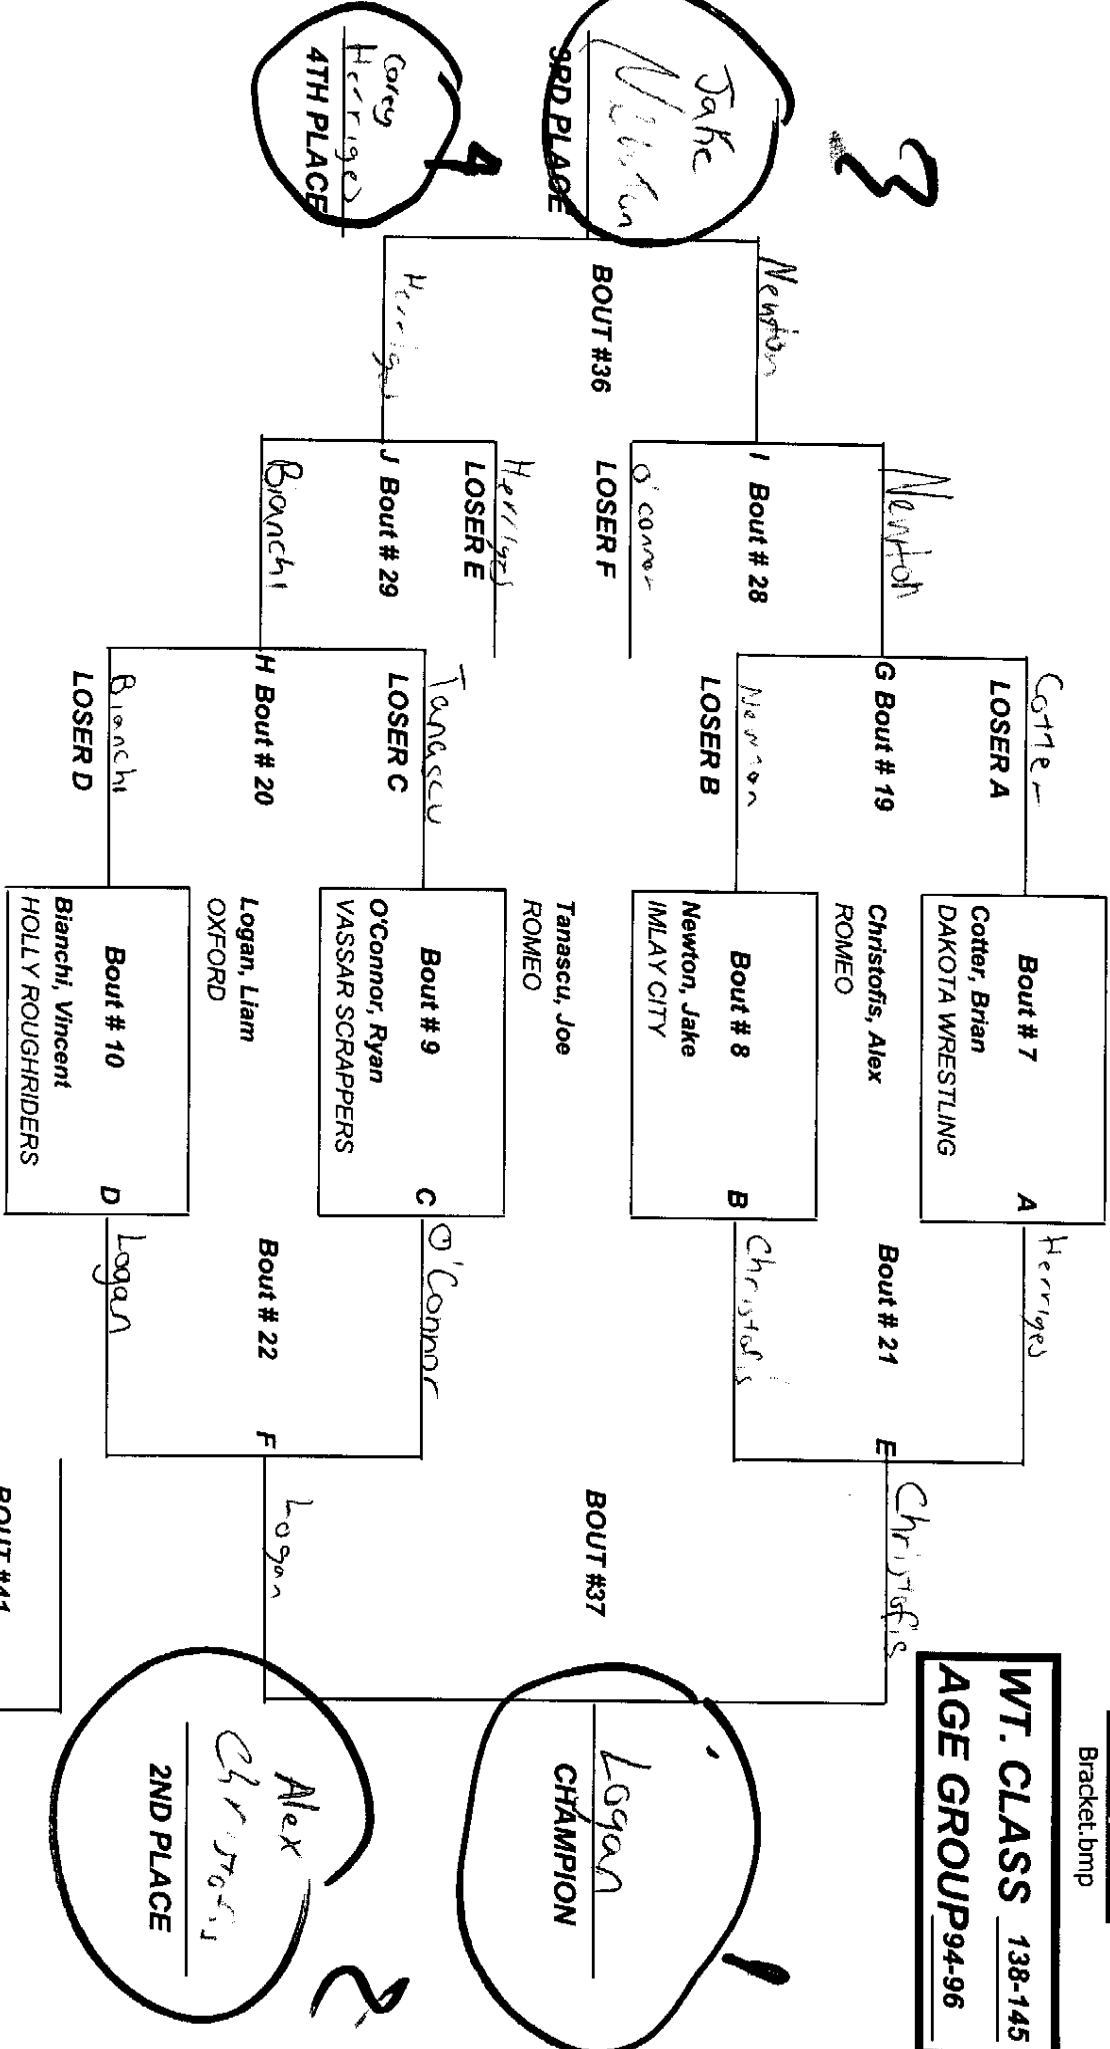 Bracket.bmp
WT. CLASS 138-145
AGE GROUP 94-96
3
Jake
3RD PLACE
Corey
Herriges
4TH PLACE
4
Newton
BOUT #36
Herriges
Newton
I Bout # 28
O'Connor
LOSER F
Herriges
LOSER E
J Bout # 29
Bianchi
Cotter
LOSER A
G Bout # 19
Newton
LOSER B
Tanascu
LOSER C
H Bout # 20
Bianchi
LOSER D
Bout # 7 A
Cotter, Brian
DAKOTA WRESTLING
Christofis, Alex
ROMEO
Bout # 8 B
Newton, Jake
IMLAY CITY
Tanascu, Joe
ROMEO
Bout # 9 C
O'Connor, Ryan
VASSAR SCRAPPERS
Logan, Liam
OXFORD
Bout # 10 D
Bianchi, Vincent
HOLLY ROUGHRIDERS
Herriges
Bout # 21 E
Christofis
O'Connor
Bout # 22 F
Logan
Christofis
BOUT #37
Logan
BOUT #41
1
Logan
CHAMPION
Alex
Christofis
2ND PLACE
2